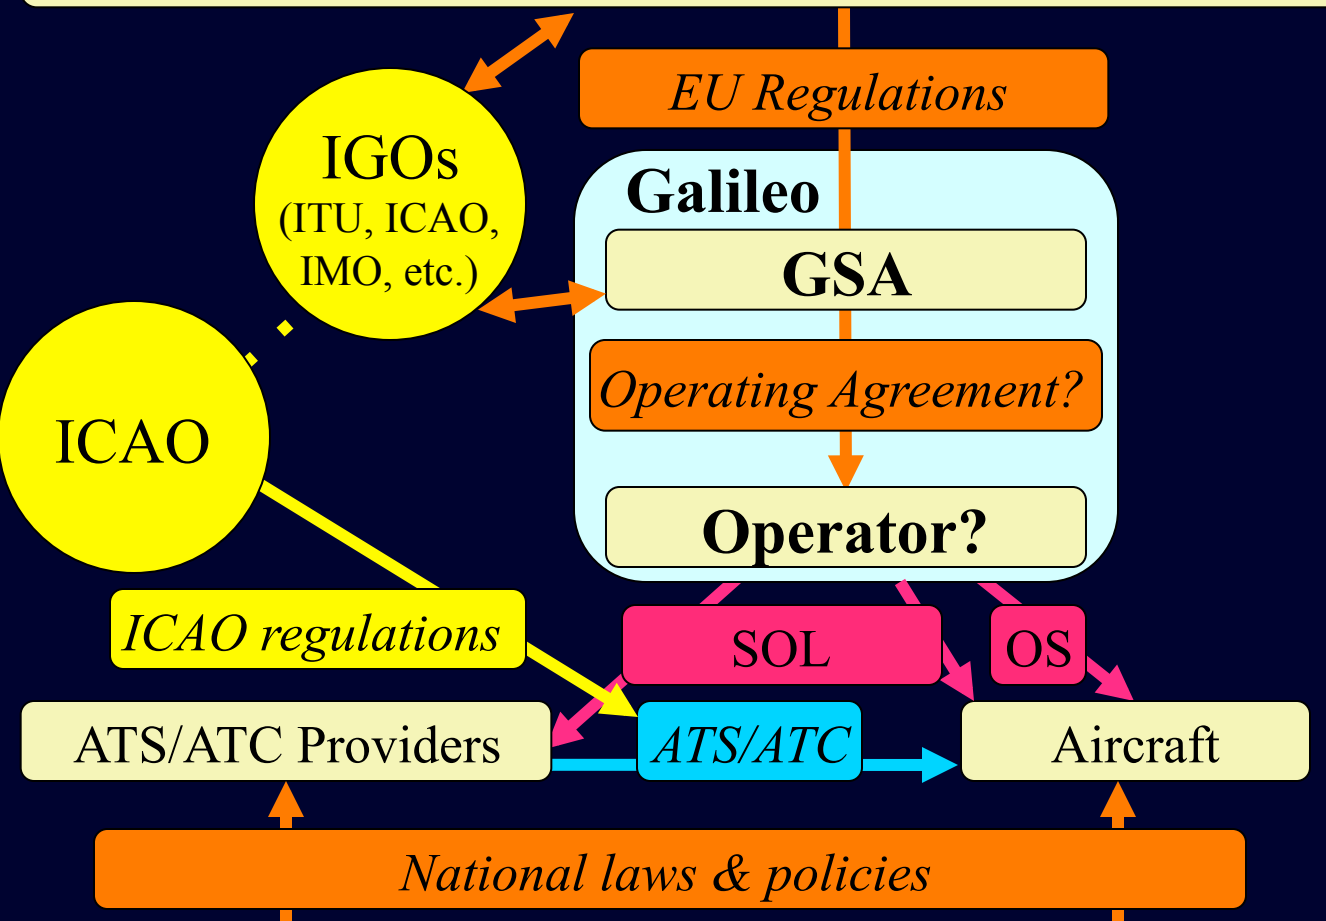 EU Regulations
IGOs
(ITU, ICAO,
IMO, etc.)
Galileo
GSA
Operating Agreement?
ICAO
Operator?
ICAO regulations
SOL
OS
ATS/ATC Providers
ATS/ATC
Aircraft
National laws & policies